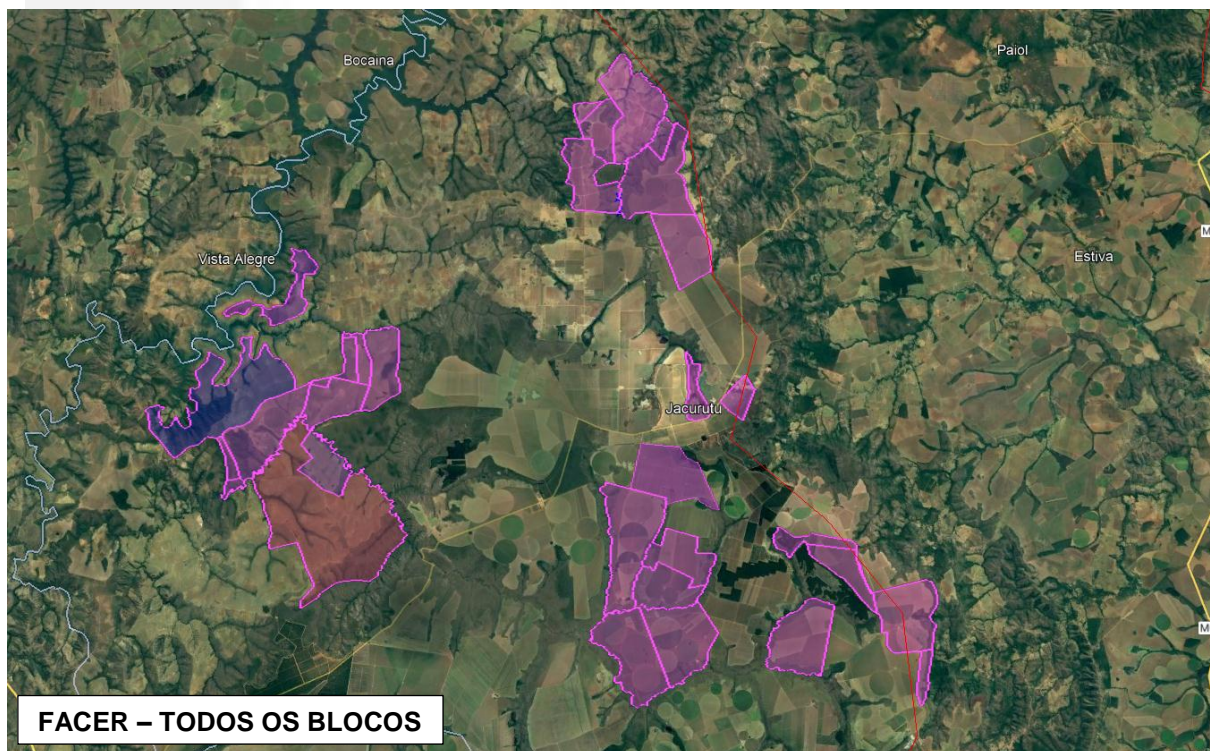 Bocaina
Paiol
Vista Alegre
Estiva
M
Jacurutu
M
FACER – TODOS OS BLOCOS